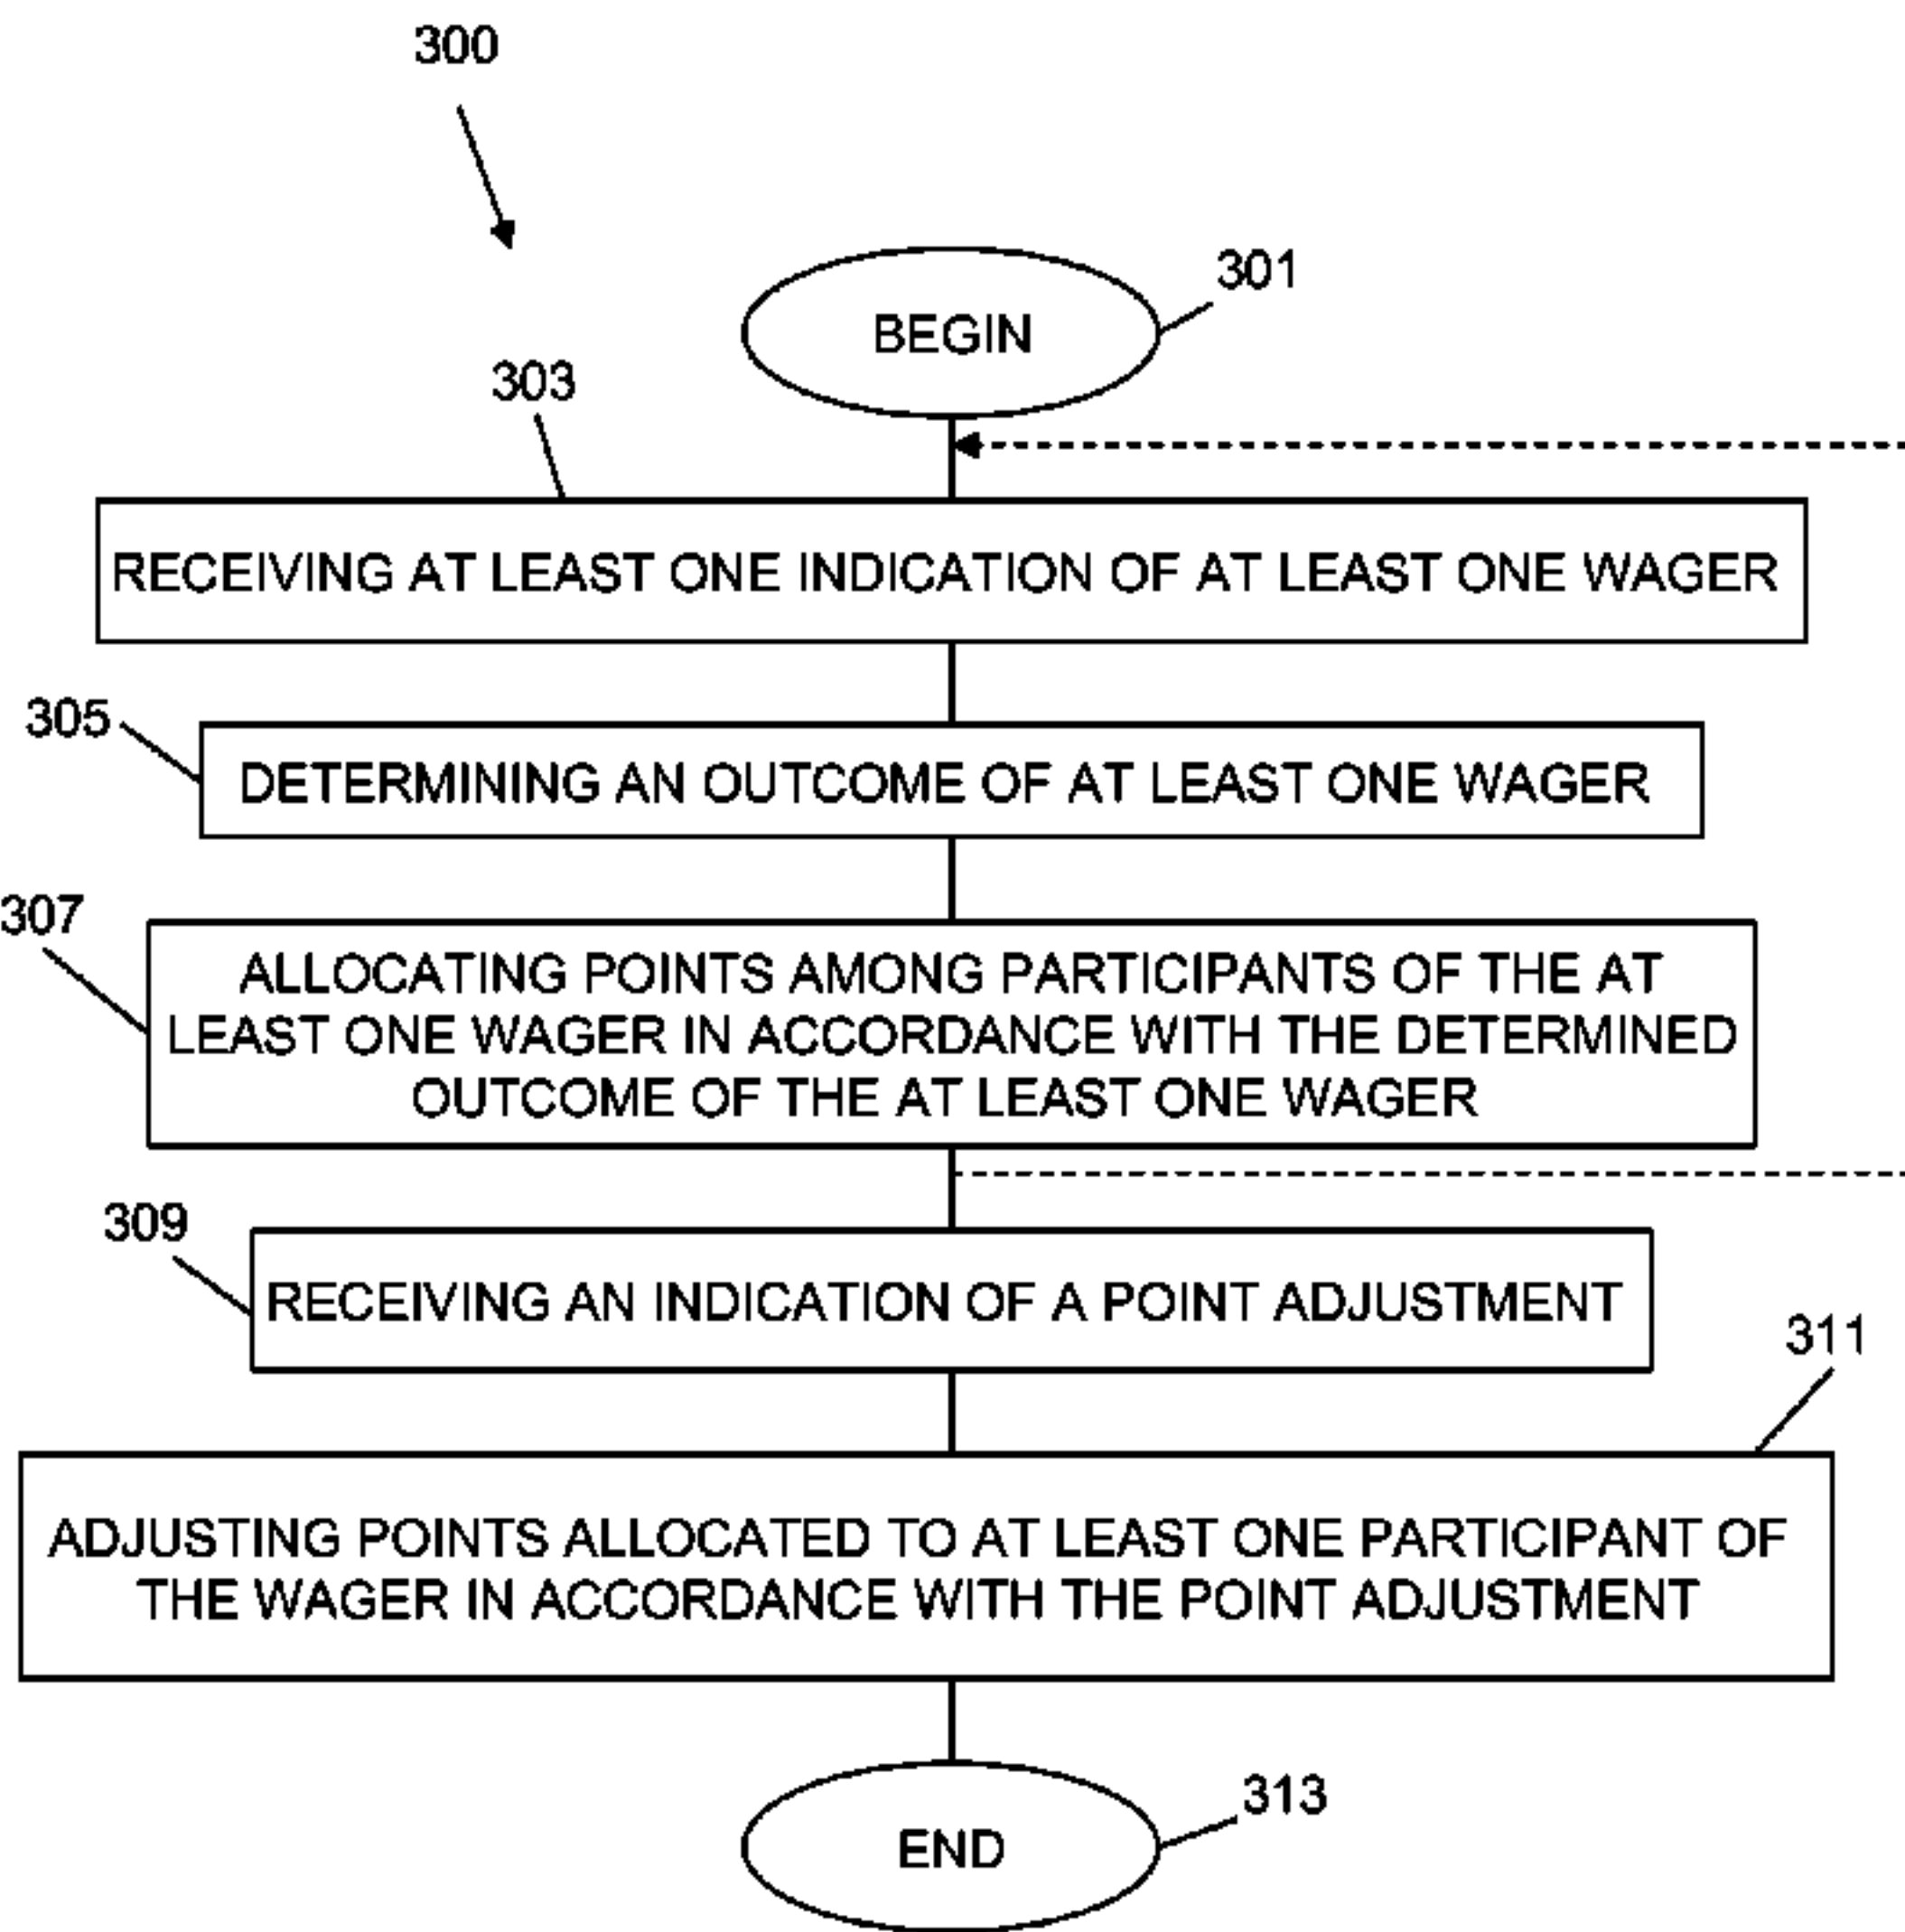 300
301
BEGIN
303
RECEIVING AT LEAST ONE INDICATION OF AT LEAST ONE WAGER
305
DETERMINING AN OUTCOME OF AT LEAST ONE WAGER
307
ALLOCATING POINTS AMONG PARTICIPANTS OF THE AT
LEAST ONE WAGER IN ACCORDANCE WITH THE DETERMINED
OUTCOME OF THE AT LEAST ONE WAGER
309
RECEIVING AN INDICATION OF A POINT ADJUSTMENT
311
ADJUSTING POINTS ALLOCATED TO AT LEAST ONE PARTICIPANT OF
THE WAGER IN ACCORDANCE WITH THE POINT ADJUSTMENT
313
END